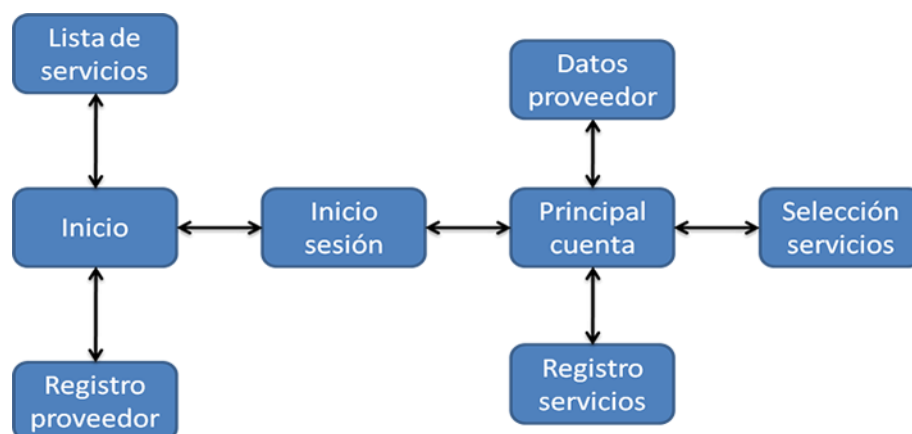 Lista de
servicios
Datos
proveedor
Inicio
Inicio
sesión
Principal
cuenta
Selección
servicios
Registro
proveedor
Registro
servicios